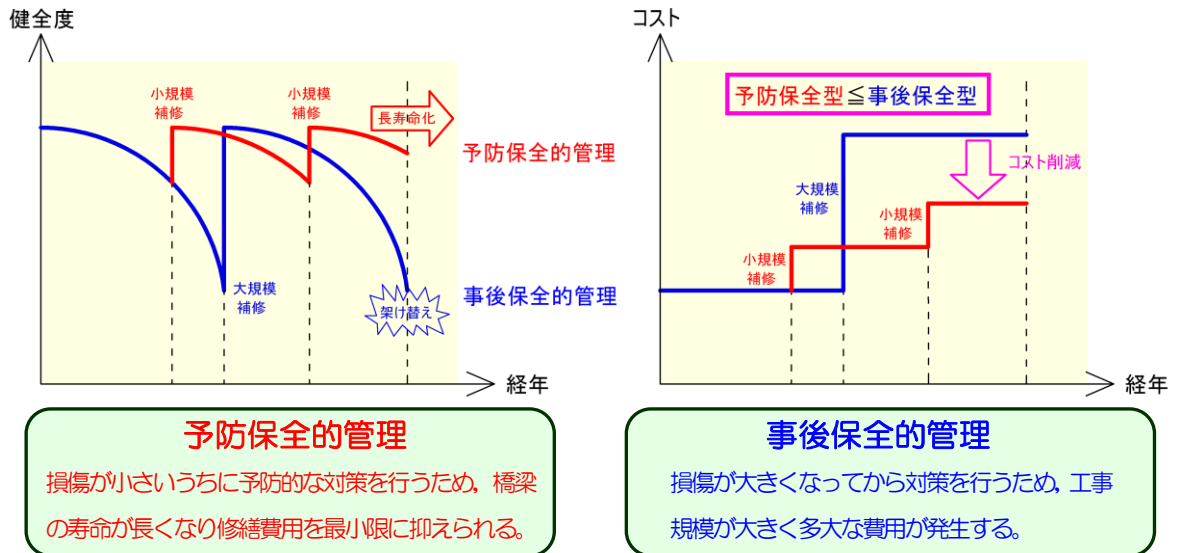 健全度
小規模
補修
小規模
補修
長寿命化
予防保全的管理
大規模
補修
事後保全的管理
架け替え
経年
コスト
予防保全型≦事後保全型
コスト削減
大規模
補修
小規模
補修
小規模
補修
経年
予防保全的管理
損傷が小さいうちに予防的な対策を行うため，橋梁
の寿命が長くなり修繕費用を最小限に抑えられる。
事後保全的管理
損傷が大きくなってから対策を行うため，工事
規模が大きく多大な費用が発生する。